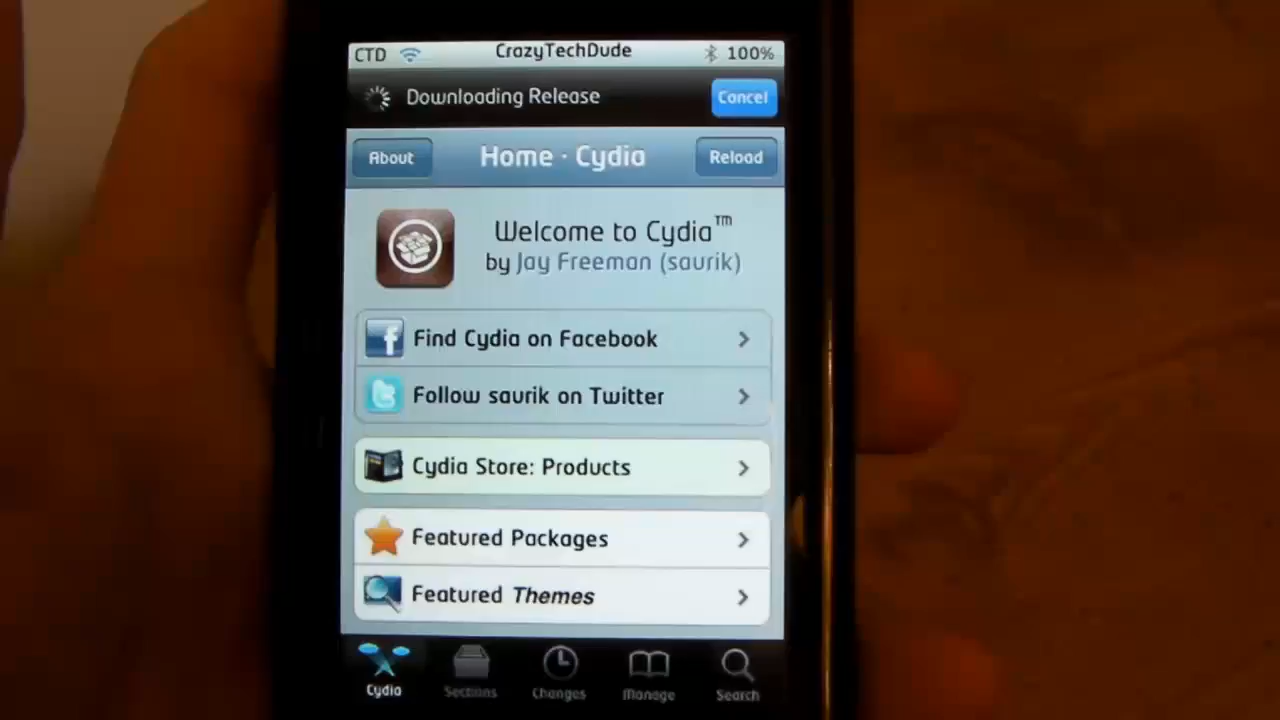 CTD CrazyTechDude 100%
Downloading Release Cancel
About Home · Cydia Reload
Welcome to Cydia™
by Jay Freeman (saurik)
Find Cydia on Facebook
Follow saurik on Twitter
Cydia Store: Products
Featured Packages
Featured Themes
Cydia Sections Changes Manage Search